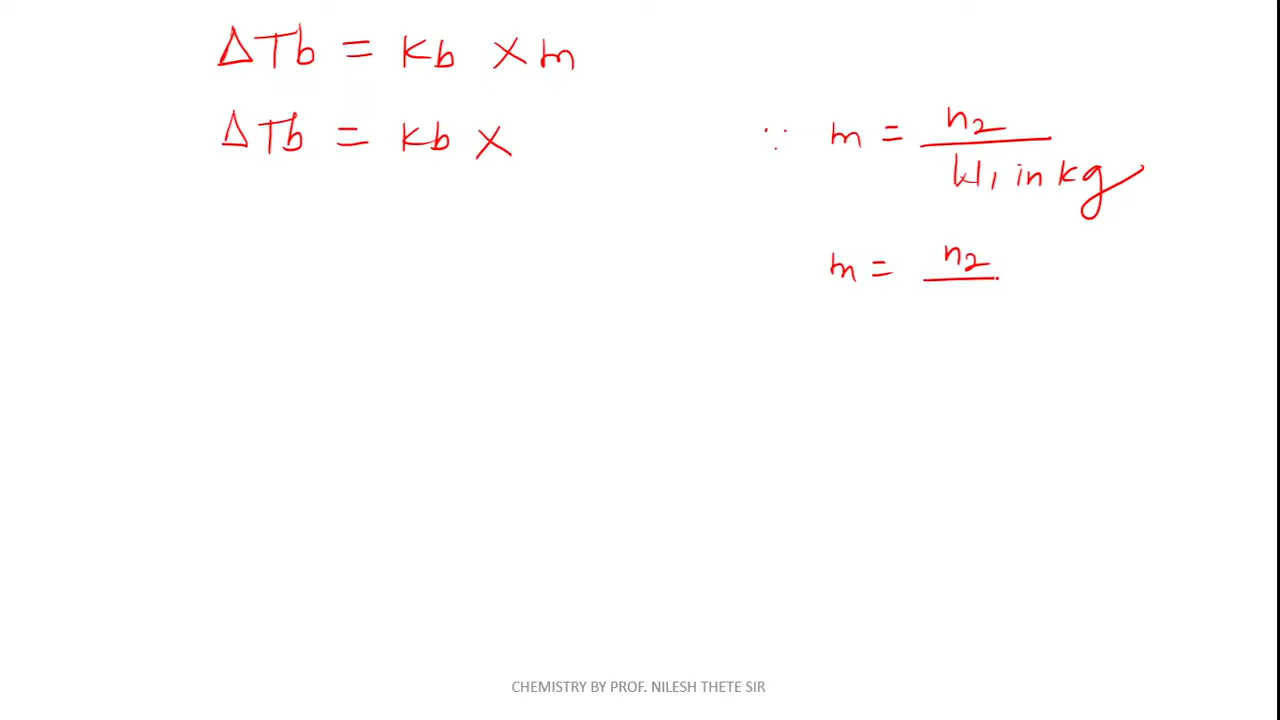 ΔTb = Kb × m
ΔTb = Kb ×
∵ m = n₂ / W₁ in kg
m = n₂ /
CHEMISTRY BY PROF. NILESH THETE SIR